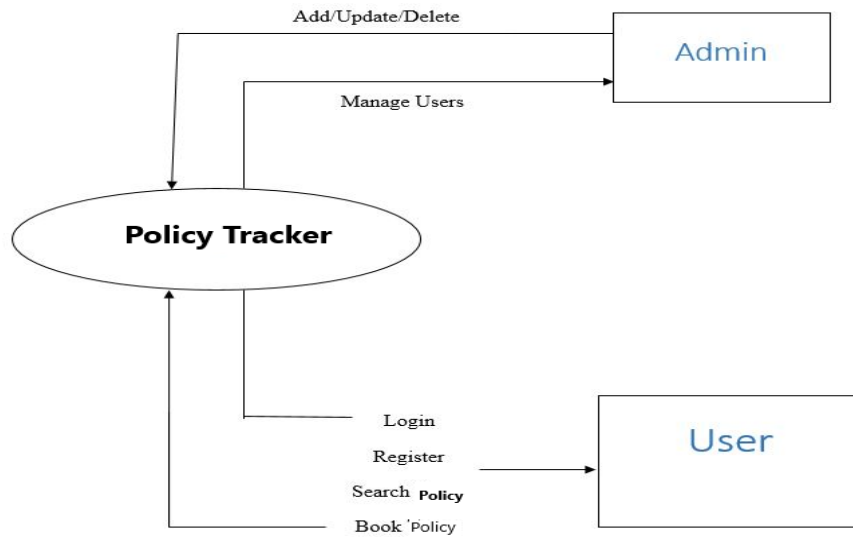 Add/Update/Delete
Admin
Manage Users
Policy Tracker
Login
User
Register
Search Policy
Book 'Policy